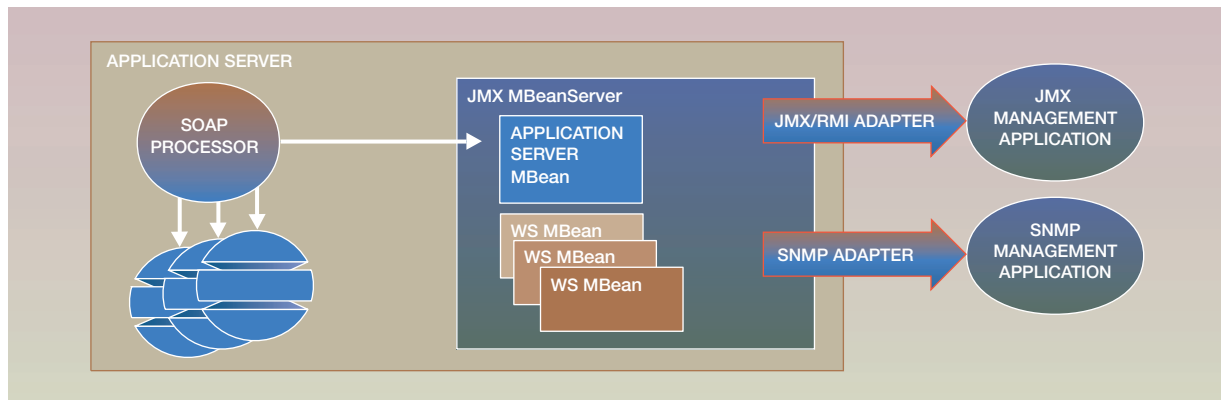 APPLICATION SERVER
SOAP
PROCESSOR
JMX MBeanServer
APPLICATION
SERVER
MBean
WS MBean
WS MBean
WS MBean
JMX/RMI ADAPTER
SNMP ADAPTER
JMX
MANAGEMENT
APPLICATION
SNMP
MANAGEMENT
APPLICATION